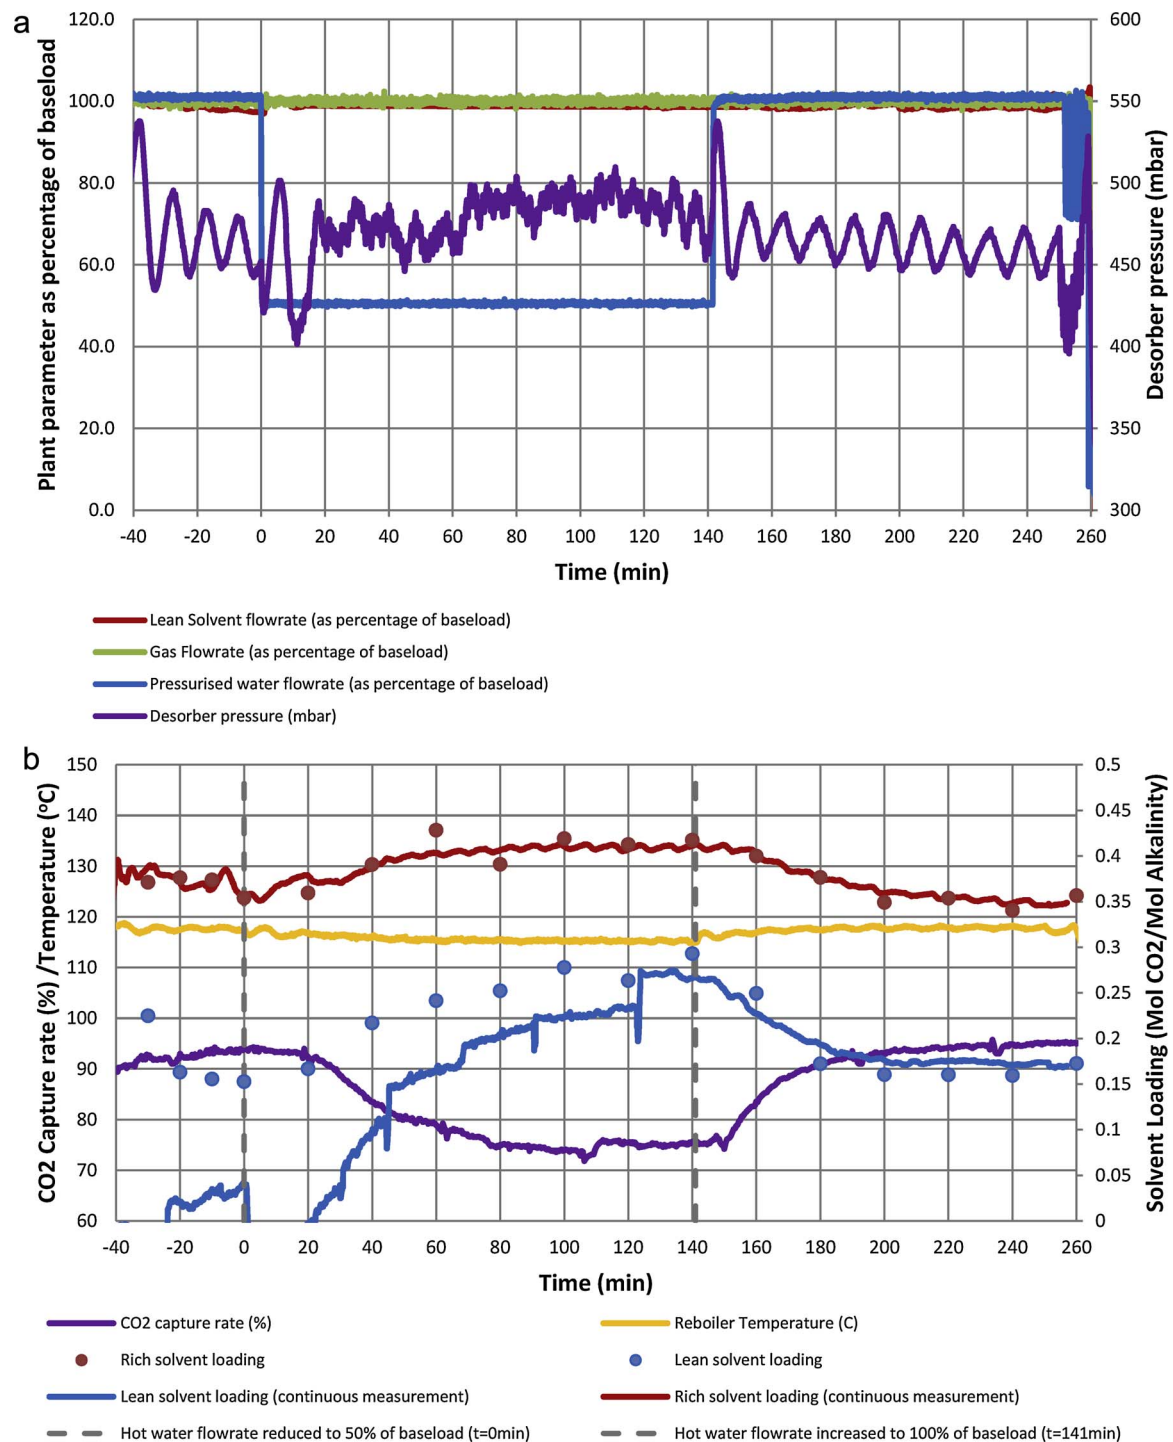 a
120.0
100.0
80.0
60.0
40.0
20.0
0.0
Plant parameter as percentage of baseload
600
550
500
450
400
350
300
Desorber pressure (mbar)
-40 -20 0 20 40 60 80 100 120 140 160 180 200 220 240 260
Time (min)
Lean Solvent flowrate (as percentage of baseload)
Gas Flowrate (as percentage of baseload)
Pressurised water flowrate (as percentage of baseload)
Desorber pressure (mbar)
b
150
140
130
120
110
100
90
80
70
60
CO2 Capture rate (%) /Temperature (°C)
0.5
0.45
0.4
0.35
0.3
0.25
0.2
0.15
0.1
0.05
0
Solvent Loading (Mol CO2/Mol Alkalinity)
-40 -20 0 20 40 60 80 100 120 140 160 180 200 220 240 260
Time (min)
CO2 capture rate (%)
Reboiler Temperature (C)
Rich solvent loading
Lean solvent loading
Lean solvent loading (continuous measurement)
Rich solvent loading (continuous measurement)
Hot water flowrate reduced to 50% of baseload (t=0min)
Hot water flowrate increased to 100% of baseload (t=141min)